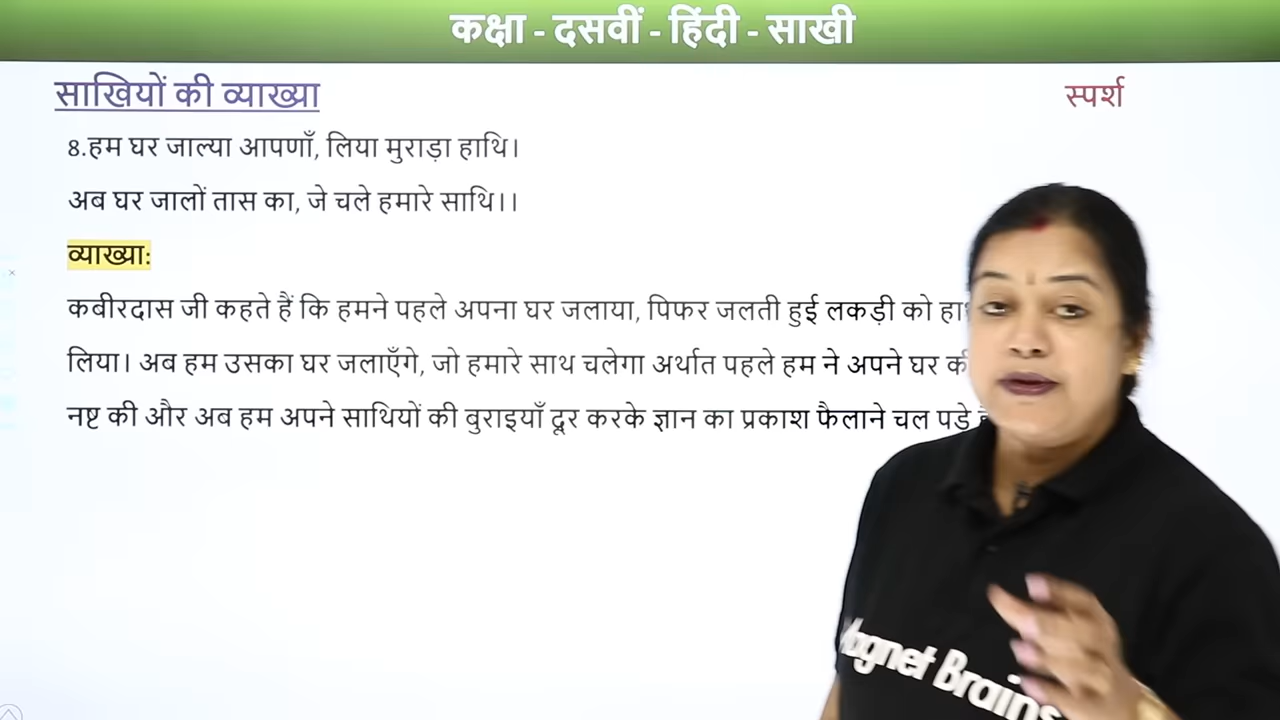 कक्षा - दसवीं - हिंदी - साखी
साखियों की व्याख्या
स्पर्श
8.हम घर जाल्या आपणाँ, लिया मुराड़ा हाथि।
अब घर जालों तास का, जे चले हमारे साथि।।
व्याख्या:
कबीरदास जी कहते हैं कि हमने पहले अपना घर जलाया, पिफर जलती हुई लकड़ी को
लिया। अब हम उसका घर जलाएँगे, जो हमारे साथ चलेगा अर्थात पहले हम ने अपने घर
नष्ट की और अब हम अपने साथियों की बुराइयाँ दूर करके ज्ञान का प्रकाश फैलाने चल पड़े
Magnet Brains